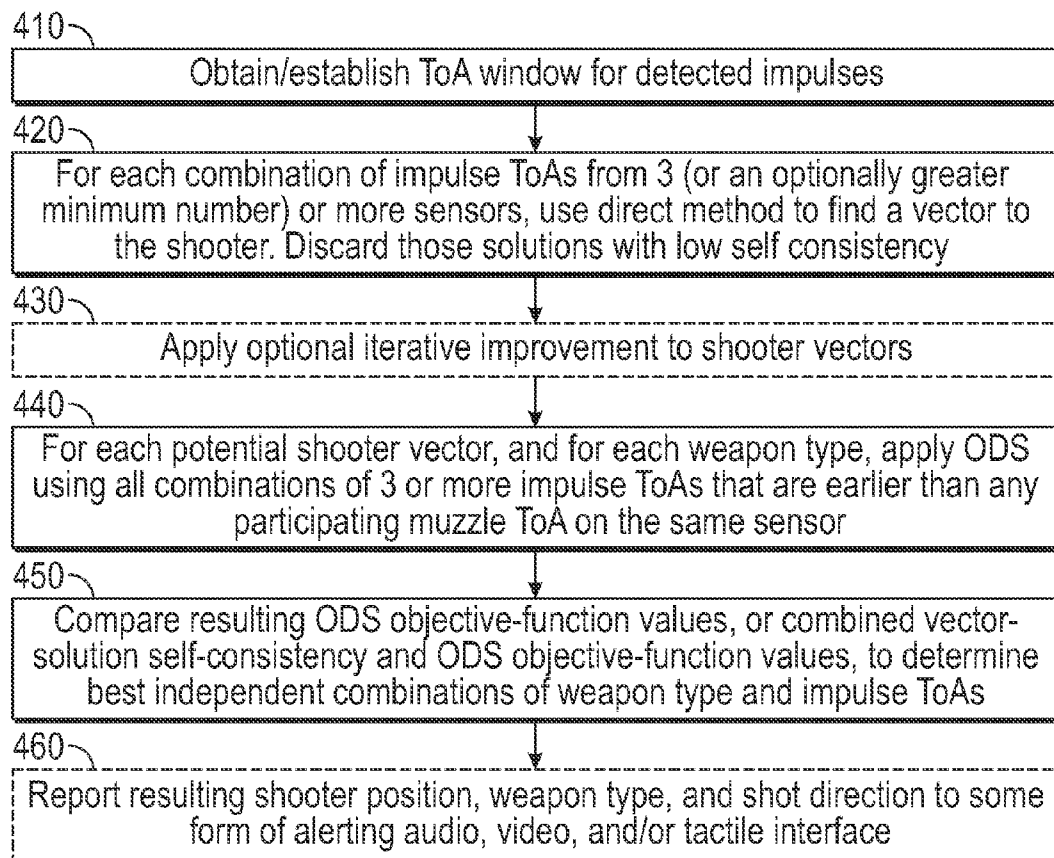 410
Obtain/establish ToA window for detected impulses
420
For each combination of impulse ToAs from 3 (or an optionally greater
minimum number) or more sensors, use direct method to find a vector to
the shooter. Discard those solutions with low self consistency
430
Apply optional iterative improvement to shooter vectors
440
For each potential shooter vector, and for each weapon type, apply ODS
using all combinations of 3 or more impulse ToAs that are earlier than any
participating muzzle ToA on the same sensor
450
Compare resulting ODS objective-function values, or combined vector-
solution self-consistency and ODS objective-function values, to determine
best independent combinations of weapon type and impulse ToAs
460
Report resulting shooter position, weapon type, and shot direction to some
form of alerting audio, video, and/or tactile interface